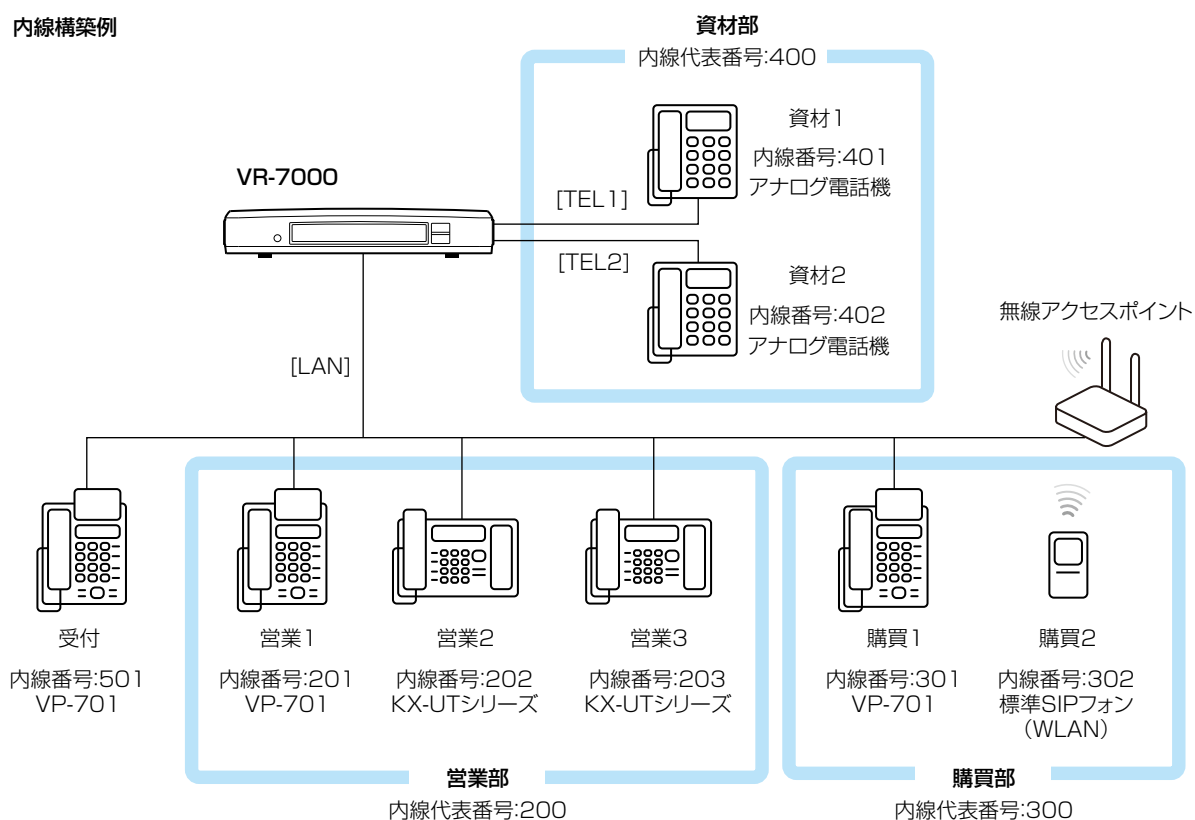 内線構築例
資材部
内線代表番号:400
資材1
内線番号:401
アナログ電話機
VR-7000
[TEL1]
[TEL2]
資材2
内線番号:402
アナログ電話機
無線アクセスポイント
[LAN]
受付
内線番号:501
VP-701
営業1
内線番号:201
VP-701
営業2
内線番号:202
KX-UTシリーズ
営業3
内線番号:203
KX-UTシリーズ
購買1
内線番号:301
VP-701
購買2
内線番号:302
標準SIPフォン
(WLAN)
営業部
内線代表番号:200
購買部
内線代表番号:300